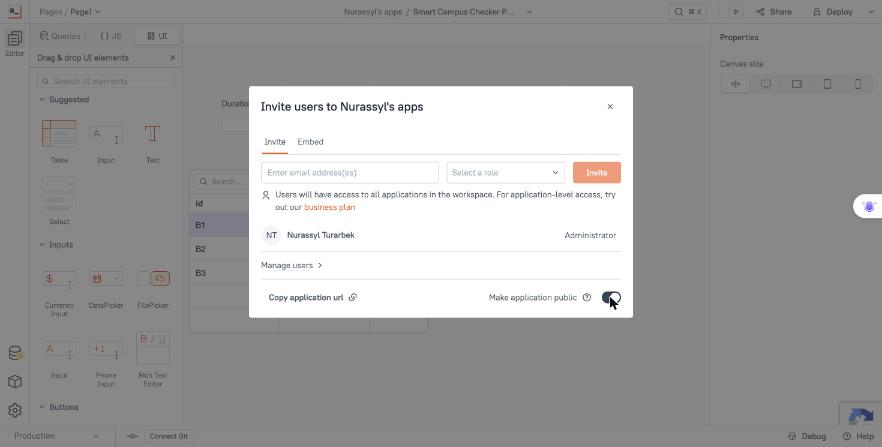 a_
Pages / Page1
Nurassyl's apps / Smart Campus Checker P...
⌘ K
Share
Deploy
Editor
Queries
JS
UI
Drag & drop UI elements
Search UI elements
Suggested
Table
Input
Text
Select
Inputs
Currency
Input
DatePicker
FilePicker
Input
Phone
Input
Rich Text
Editor
Buttons
Duration
Search...
id
B1
B2
B3
Invite users to Nurassyl's apps
Invite
Embed
Enter email address(es)
Select a role
Invite
Users will have access to all applications in the workspace. For application-level access, try
out our business plan
NT
Nurassyl Turarbek
Administrator
Manage users
Copy application url
Make application public
Properties
Canvas size
Production
Connect Git
Debug
Help